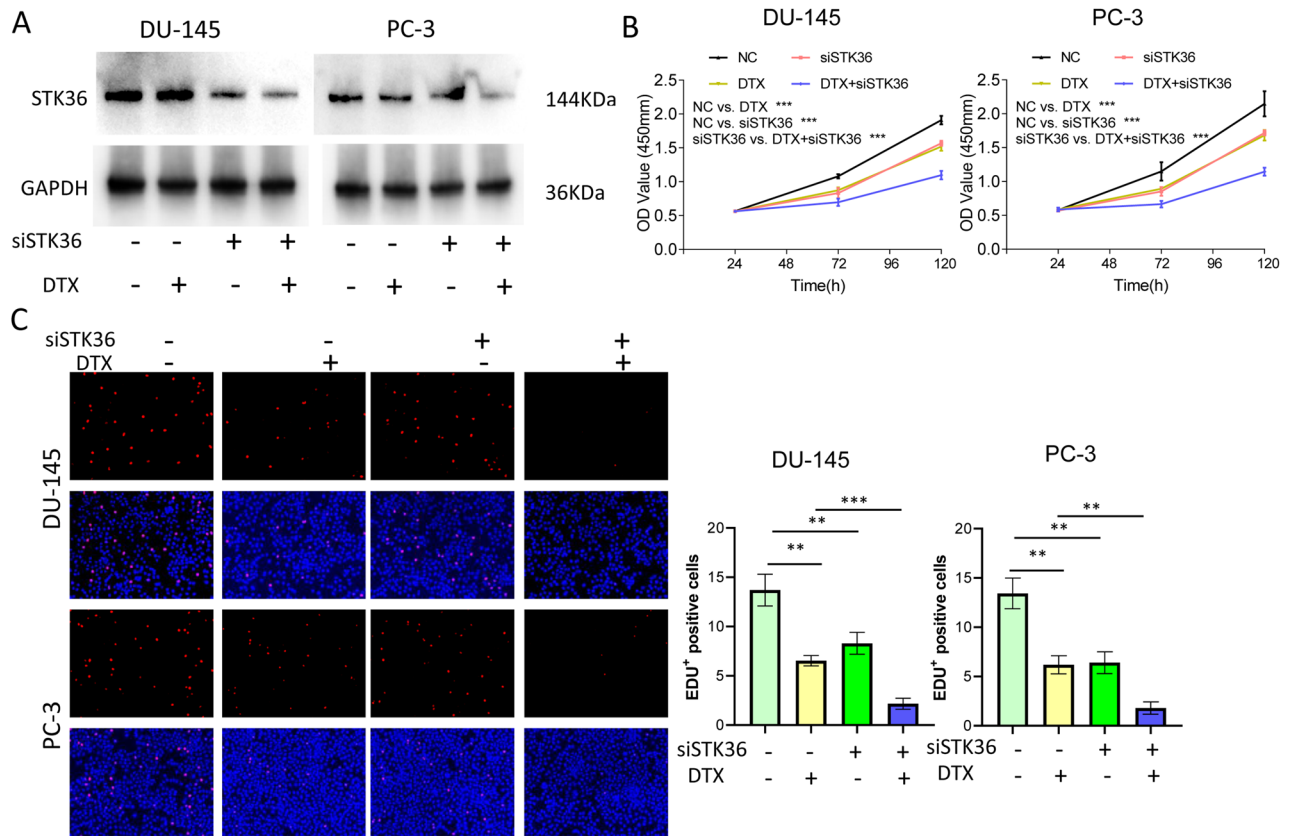 A
DU-145
PC-3
STK36
144KDa
GAPDH
36KDa
siSTK36 - - + + - - + +
DTX - + - + - + - +
B
DU-145
NC siSTK36
DTX DTX+siSTK36
NC vs. DTX ***
NC vs. siSTK36 ***
siSTK36 vs. DTX+siSTK36 ***
OD Value (450mm)
2.5
2.0
1.5
1.0
0.5
0.0
24 48 72 96 120
Time(h)
PC-3
NC siSTK36
DTX DTX+siSTK36
NC vs. DTX ***
NC vs. siSTK36 ***
siSTK36 vs. DTX+siSTK36 ***
OD Value (450mm)
2.5
2.0
1.5
1.0
0.5
0.0
24 48 72 96 120
Time(h)
C
siSTK36 - - + +
DTX - + - +
DU-145
PC-3
DU-145
EDU+ positive cells
20
15
10
5
0
***
**
**
siSTK36 - - + +
DTX - + - +
PC-3
EDU+ positive cells
20
15
10
5
0
**
**
**
siSTK36 - - + +
DTX - + - +